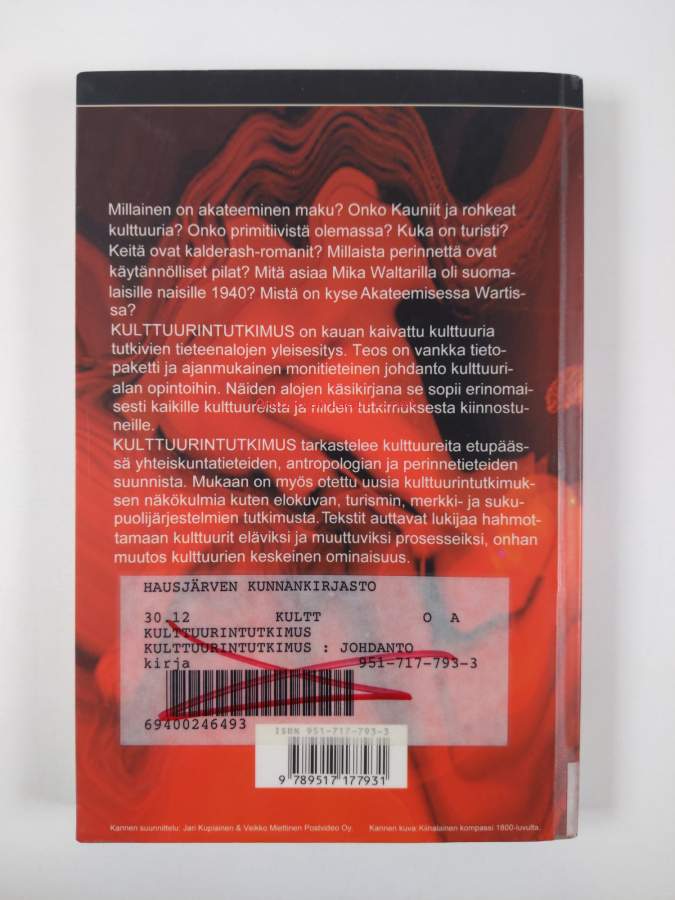 Millainen on akateeminen maku? Onko Kauniit ja rohkeat
kulttuuria? Onko primitiivistä olemassa? Kuka on turisti?
Keitä ovat kalderash-romanit? Millaista perinnettä ovat
käytännölliset pilat? Mitä asiaa Mika Waltarilla oli suoma-
laisille naisille 1940? Mistä on kyse Akateemisessa Wartis-
sa?
KULTTUURINTUTKIMUS on kauan kaivattu kulttuuria
tutkivien tieteenalojen yleisesitys. Teos on vankka tieto-
paketti ja ajanmukainen monitieteinen johdanto kulttuuri-
alan opintoihin. Näiden alojen käsikirjana se sopii erinomai-
sesti kaikille kulttuureista ja niiden tutkimuksesta kiinnostu-
neille.
KULTTUURINTUTKIMUS tarkastelee kulttuureita etupääs-
sä yhteiskuntatieteiden, antropologian ja perinnetieteiden
suunnista. Mukaan on myös otettu uusia kulttuurintutkimuk-
sen näkökulmia kuten elokuvan, turismin, merkki- ja suku-
puolijärjestelmien tutkimusta. Tekstit auttavat lukijaa hahmot-
tamaan kulttuurit eläviksi ja muuttuviksi prosesseiksi, onhan
muutos kulttuurien keskeinen ominaisuus.
HAUSJÄRVEN KUNNANKIRJASTO
30.12 KULTT O A
KULTTUURINTUTKIMUS
KULTTUURINTUTKIMUS : JOHDANTO
kirja 951-717-793-3
69400246493
ISBN 951-717-793-3
9 789517 177931
Kannen suunnittelu: Jari Kupiainen & Veikko Miettinen Postvideo Oy. Kannen kuva: Kiinalainen kompassi 1800-luvulta.